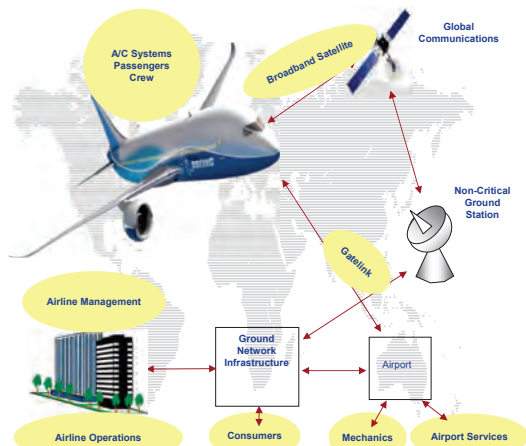 A/C Systems
Passengers
Crew
Broadband Satellite
Global
Communications
BOEING
Non-Critical
Ground
Station
Gatelink
Airline Management
Ground
Network
Infrastructure
Airport
Airline Operations
Consumers
Mechanics
Airport Services